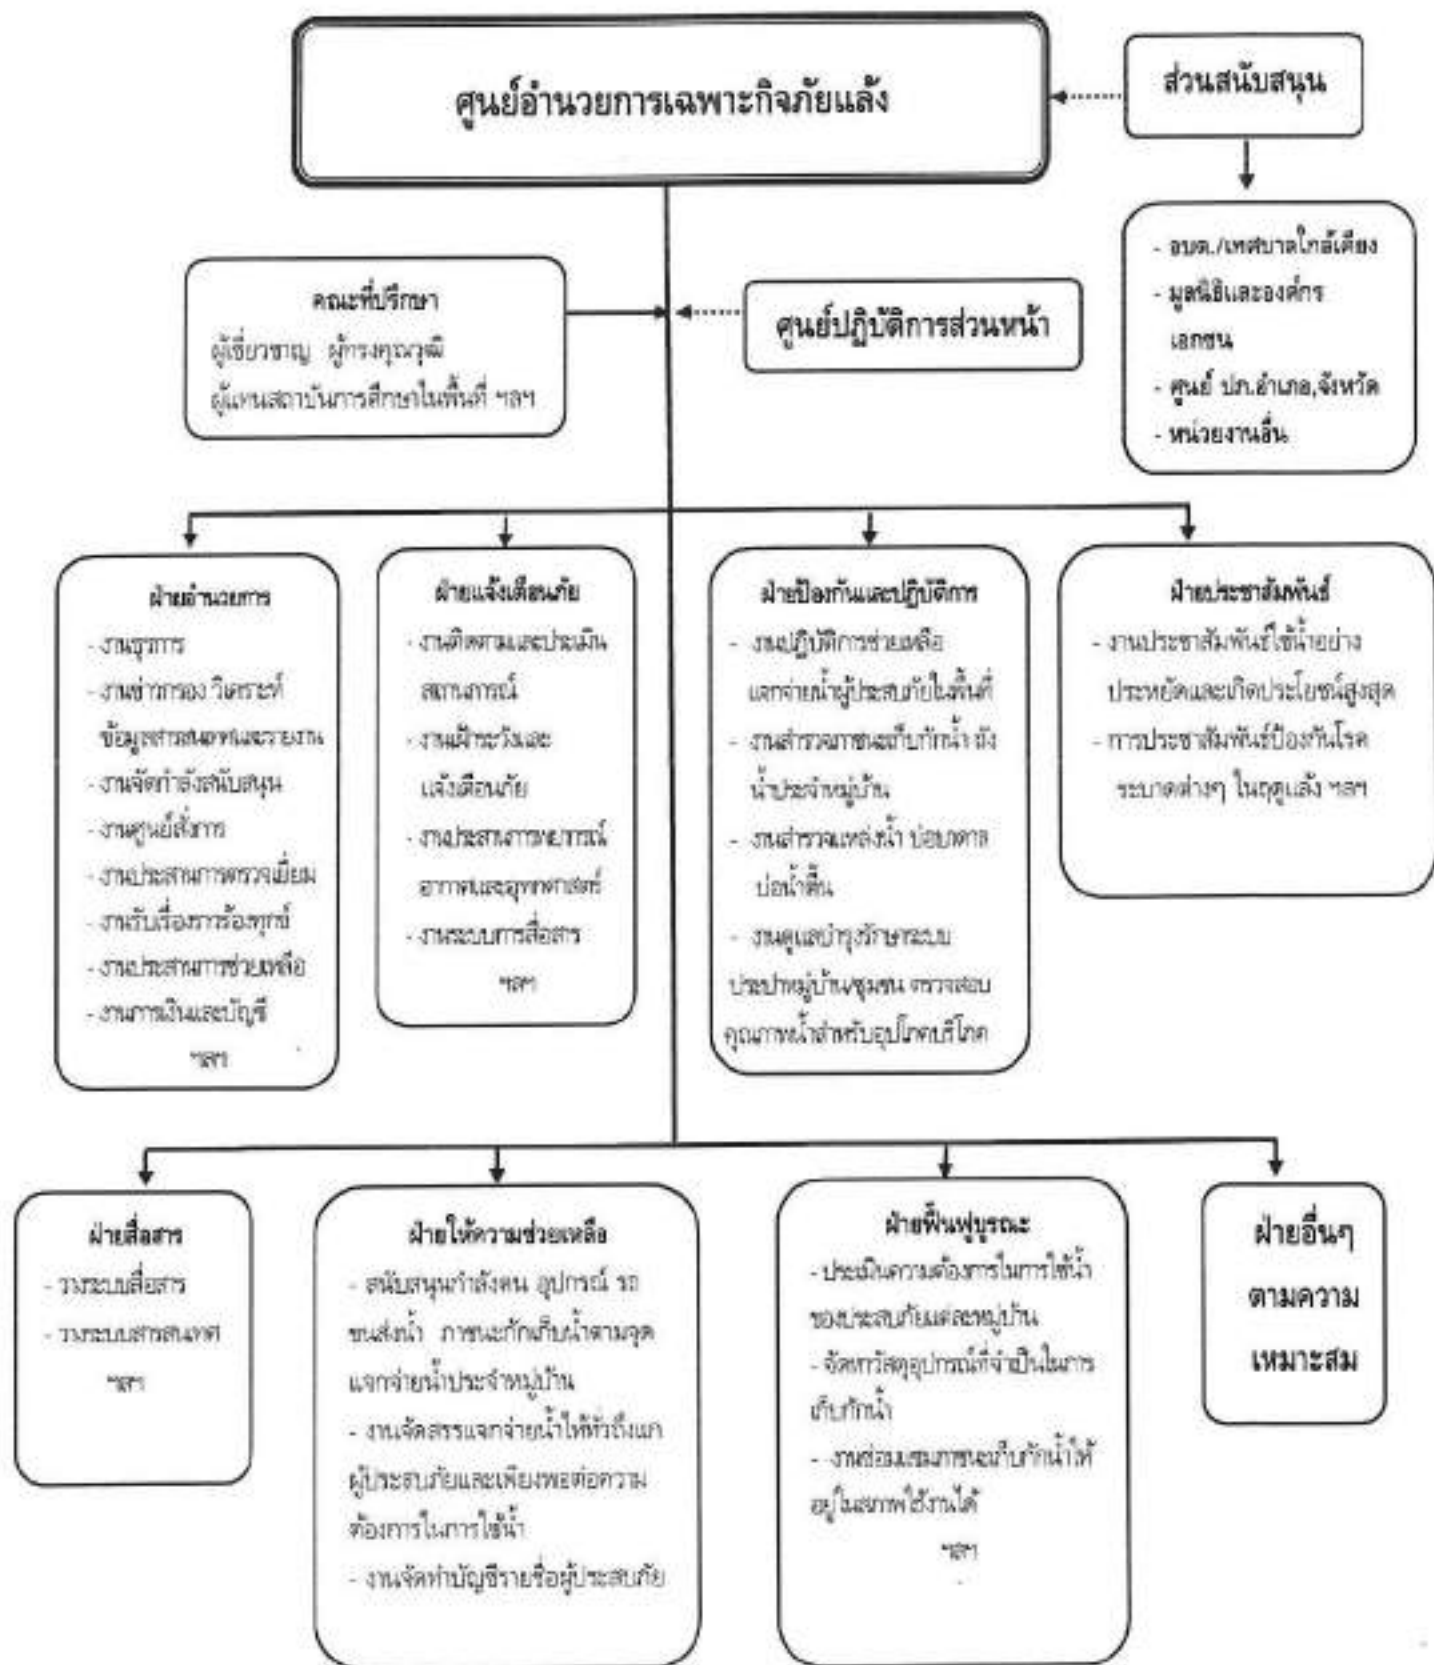 ศูนย์อำนวยการเฉพาะกิจภัยแล้ง
ส่วนสนับสนุน
- อบต./เทศบาลใกล้เคียง
- มูลนิธิและองค์กร
เอกชน
- ศูนย์ ปภ.อำเภอ,จังหวัด
- หน่วยงานอื่น
คณะที่ปรึกษา
ผู้เชี่ยวชาญ ผู้ทรงคุณวุฒิ
ผู้แทนสถาบันการศึกษาในพื้นที่ ฯลฯ
ศูนย์ปฏิบัติการส่วนหน้า
ฝ่ายอำนวยการ
- งานธุรการ
- งานข่าวกรอง วิเคราะห์
ข้อมูลสารสนเทศและรายงาน
- งานจัดกำลังสนับสนุน
- งานศูนย์สั่งการ
- งานประสานการตรวจเยี่ยม
- งานรับเรื่องราวร้องทุกข์
- งานประสานการช่วยเหลือ
- งานการเงินและบัญชี
ฯลฯ
ฝ่ายแจ้งเตือนภัย
- งานติดตามและประเมิน
สถานการณ์
- งานเฝ้าระวังและ
แจ้งเตือนภัย
- งานประสานการพยากรณ์
อากาศและอุทกศาสตร์
- งานระบบการสื่อสาร
ฯลฯ
ฝ่ายป้องกันและปฏิบัติการ
- งานปฏิบัติการช่วยเหลือ
แจกจ่ายน้ำผู้ประสบภัยในพื้นที่
- งานสำรวจภาชนะเก็บกักน้ำ ถัง
น้ำประจำหมู่บ้าน
- งานสำรวจแหล่งน้ำ บ่อบาดาล
บ่อน้ำตื้น
- งานดูแลบำรุงรักษาระบบ
ประปาหมู่บ้าน/ชุมชน ตรวจสอบ
คุณภาพน้ำสำหรับอุปโภคบริโภค
ฝ่ายประชาสัมพันธ์
- งานประชาสัมพันธ์ใช้น้ำอย่าง
ประหยัดและเกิดประโยชน์สูงสุด
- การประชาสัมพันธ์ป้องกันโรค
ระบาดต่างๆ ในฤดูแล้ง ฯลฯ
ฝ่ายสื่อสาร
- วางระบบสื่อสาร
- วางระบบสารสนเทศ
ฯลฯ
ฝ่ายให้ความช่วยเหลือ
- สนับสนุนกำลังคน อุปกรณ์ รถ
ขนส่งน้ำ ภาชนะกักเก็บน้ำตามจุด
แจกจ่ายน้ำประจำหมู่บ้าน
- งานจัดสรรแจกจ่ายน้ำให้ทั่วถึงแก
ผู้ประสบภัยและเพียงพอต่อความ
ต้องการในการใช้น้ำ
- งานจัดทำบัญชีรายชื่อผู้ประสบภัย
ฝ่ายฟื้นฟูบูรณะ
- ประเมินความต้องการในการใช้น้ำ
ของประสบภัยแต่ละหมู่บ้าน
- จัดหาวัสดุอุปกรณ์ที่จำเป็นในการ
เก็บกักน้ำ
- งานซ่อมแซมภาชนะเก็บกักน้ำให้
อยู่ในสภาพใช้งานได้
ฯลฯ
ฝ่ายอื่นๆ
ตามความ
เหมาะสม